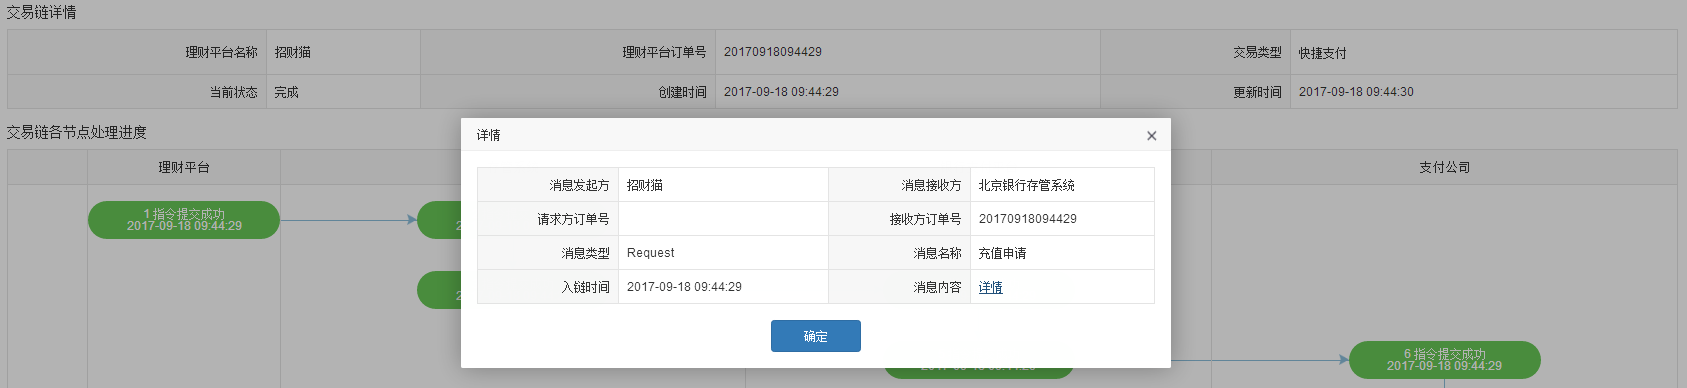 交易链详情
理财平台名称 招财猫 理财平台订单号 20170918094429 交易类型 快捷支付
当前状态 完成 创建时间 2017-09-18 09:44:29 更新时间 2017-09-18 09:44:30
交易链各节点处理进度
理财平台 支付公司
1 指令提交成功
2017-09-18 09:44:29
详情 ×
消息发起方 招财猫 消息接收方 北京银行存管系统
请求方订单号 接收方订单号 20170918094429
消息类型 Request 消息名称 充值申请
入链时间 2017-09-18 09:44:29 消息内容 详情
确定
6 指令提交成功
2017-09-18 09:44:29